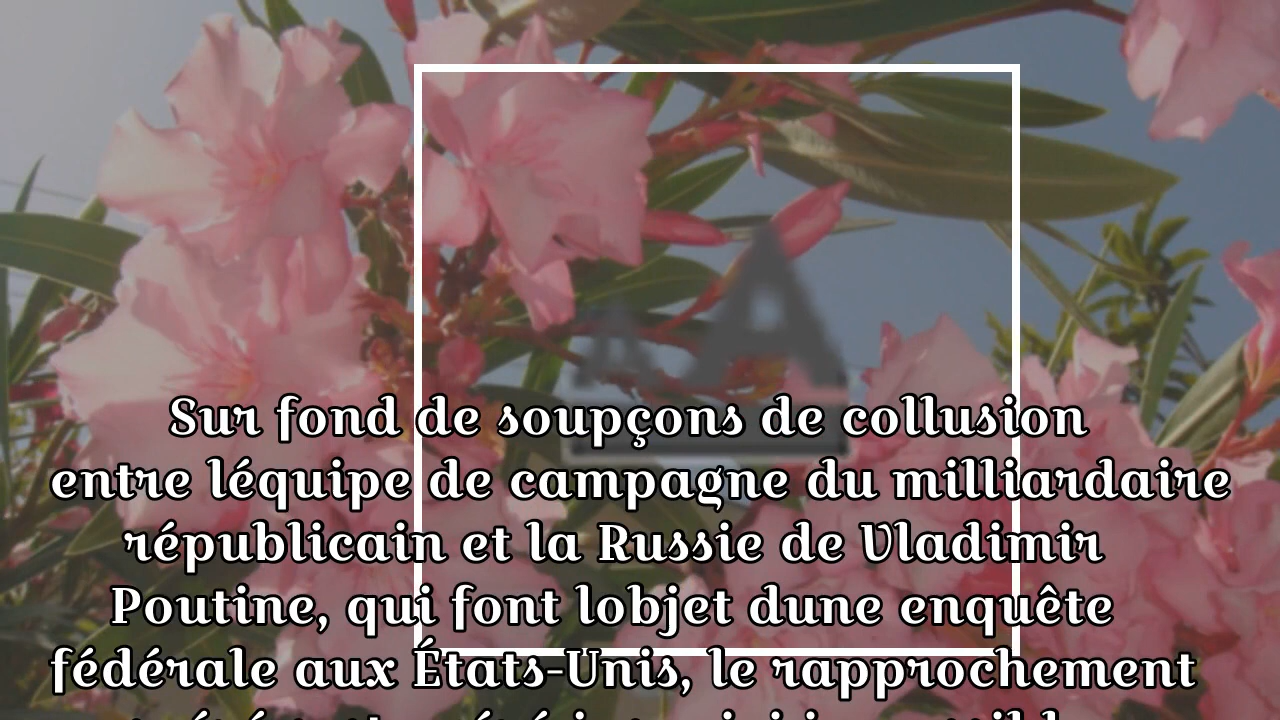 Sur fond de soupçons de collusion
entre léquipe de campagne du milliardaire
républicain et la Russie de Vladimir
Poutine, qui font lobjet dune enquête
fédérale aux États-Unis, le rapprochement